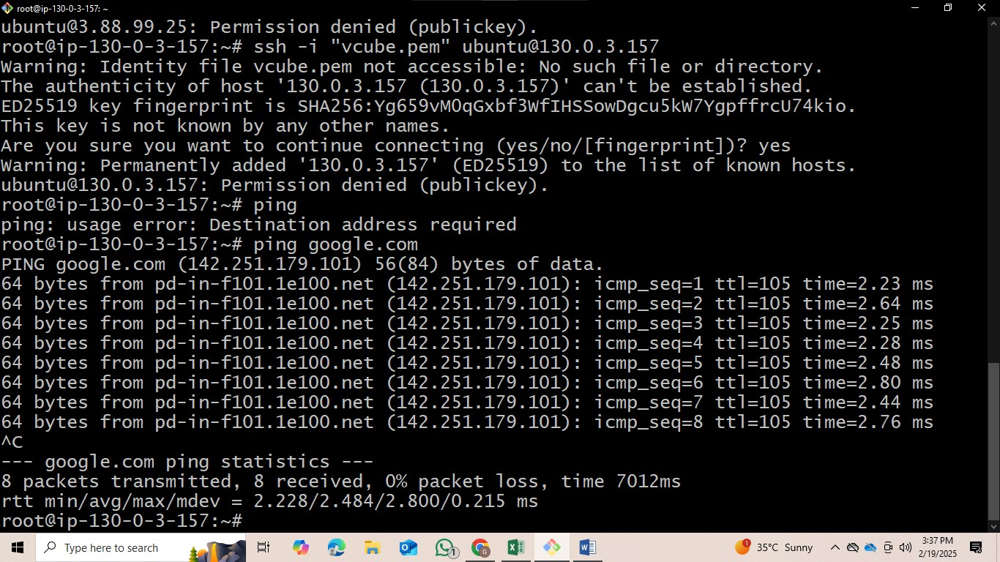 root@ip-130-0-3-157: ~
ubuntu@3.88.99.25: Permission denied (publickey).
root@ip-130-0-3-157:~# ssh -i "vcube.pem" ubuntu@130.0.3.157
Warning: Identity file vcube.pem not accessible: No such file or directory.
The authenticity of host '130.0.3.157 (130.0.3.157)' can't be established.
ED25519 key fingerprint is SHA256:Yg659vM0qGxbf3WfIHSSowDgcu5kW7YgpffrcU74kio.
This key is not known by any other names.
Are you sure you want to continue connecting (yes/no/[fingerprint])? yes
Warning: Permanently added '130.0.3.157' (ED25519) to the list of known hosts.
ubuntu@130.0.3.157: Permission denied (publickey).
root@ip-130-0-3-157:~# ping
ping: usage error: Destination address required
root@ip-130-0-3-157:~# ping google.com
PING google.com (142.251.179.101) 56(84) bytes of data.
64 bytes from pd-in-f101.1e100.net (142.251.179.101): icmp_seq=1 ttl=105 time=2.23 ms
64 bytes from pd-in-f101.1e100.net (142.251.179.101): icmp_seq=2 ttl=105 time=2.64 ms
64 bytes from pd-in-f101.1e100.net (142.251.179.101): icmp_seq=3 ttl=105 time=2.25 ms
64 bytes from pd-in-f101.1e100.net (142.251.179.101): icmp_seq=4 ttl=105 time=2.28 ms
64 bytes from pd-in-f101.1e100.net (142.251.179.101): icmp_seq=5 ttl=105 time=2.48 ms
64 bytes from pd-in-f101.1e100.net (142.251.179.101): icmp_seq=6 ttl=105 time=2.80 ms
64 bytes from pd-in-f101.1e100.net (142.251.179.101): icmp_seq=7 ttl=105 time=2.44 ms
64 bytes from pd-in-f101.1e100.net (142.251.179.101): icmp_seq=8 ttl=105 time=2.76 ms
^C
--- google.com ping statistics ---
8 packets transmitted, 8 received, 0% packet loss, time 7012ms
rtt min/avg/max/mdev = 2.228/2.484/2.800/0.215 ms
root@ip-130-0-3-157:~#
Type here to search
1
G
1
35°C Sunny
3:37 PM
2/19/2025